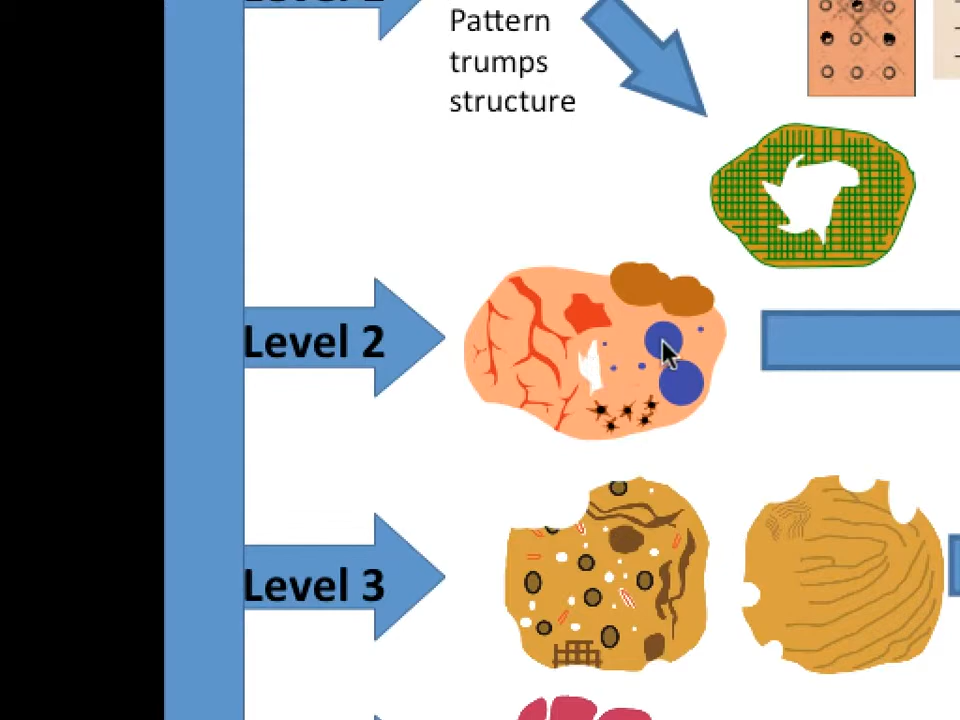 Pattern
trumps
structure
Level 2
Level 3